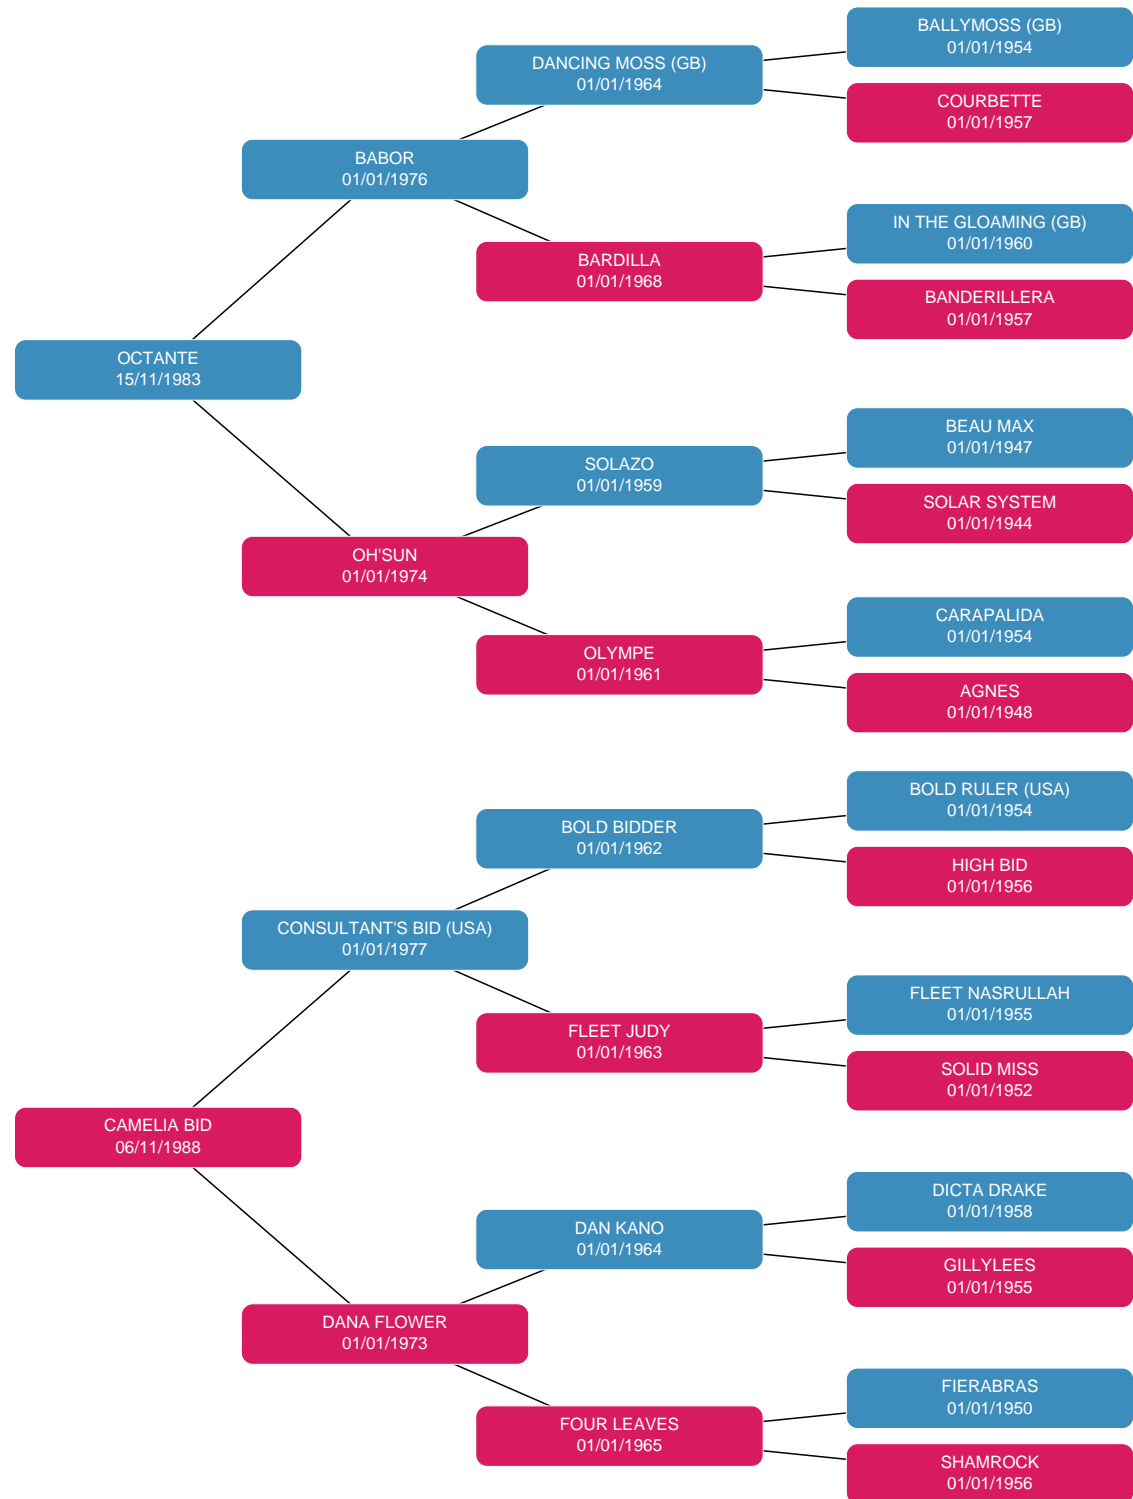 BALLYMOSS (GB)
01/01/1954
DANCING MOSS (GB)
01/01/1964
COURBETTE
01/01/1957
BABOR
01/01/1976
IN THE GLOAMING (GB)
01/01/1960
BARDILLA
01/01/1968
BANDERILLERA
01/01/1957
OCTANTE
15/11/1983
BEAU MAX
01/01/1947
SOLAZO
01/01/1959
SOLAR SYSTEM
01/01/1944
OH'SUN
01/01/1974
CARAPALIDA
01/01/1954
OLYMPE
01/01/1961
AGNES
01/01/1948
BOLD RULER (USA)
01/01/1954
BOLD BIDDER
01/01/1962
HIGH BID
01/01/1956
CONSULTANT'S BID (USA)
01/01/1977
FLEET NASRULLAH
01/01/1955
FLEET JUDY
01/01/1963
SOLID MISS
01/01/1952
CAMELIA BID
06/11/1988
DICTA DRAKE
01/01/1958
DAN KANO
01/01/1964
GILLYLEES
01/01/1955
DANA FLOWER
01/01/1973
FIERABRAS
01/01/1950
FOUR LEAVES
01/01/1965
SHAMROCK
01/01/1956